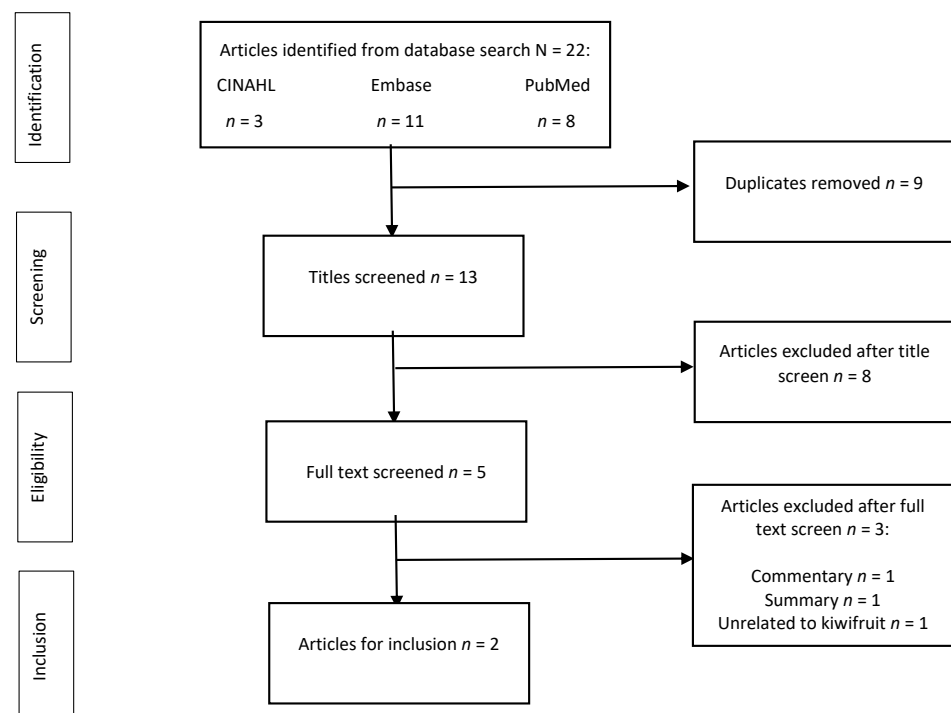 Identification
Articles identified from database search N = 22:
CINAHL Embase PubMed
n = 3 n = 11 n = 8
Duplicates removed n = 9
Screening
Titles screened n = 13
Articles excluded after title
screen n = 8
Eligibility
Full text screened n = 5
Articles excluded after full
text screen n = 3:
Commentary n = 1
Summary n = 1
Unrelated to kiwifruit n = 1
Inclusion
Articles for inclusion n = 2